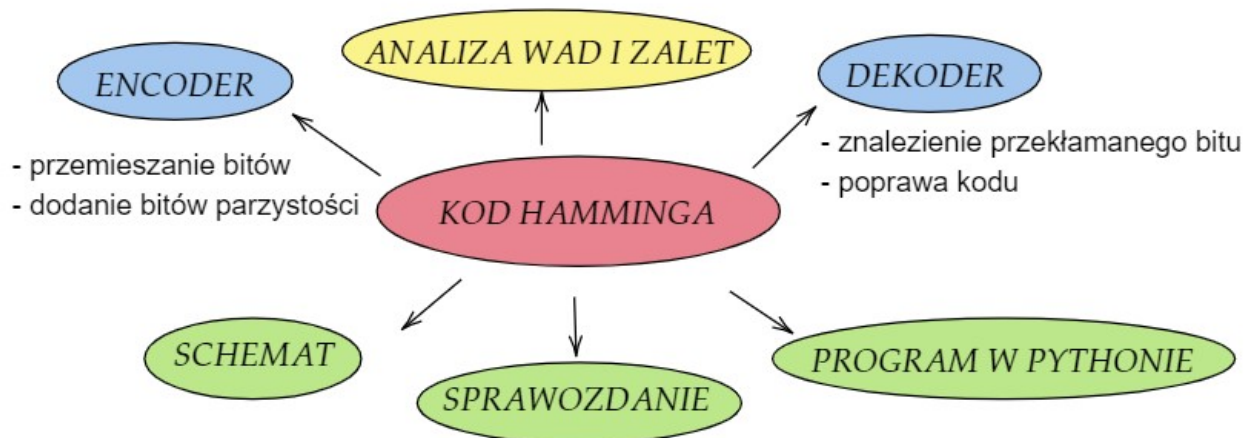 ANALIZA WAD I ZALET
ENCODER
DEKODER
- przemieszanie bitów
- dodanie bitów parzystości
- znalezienie przekłamanego bitu
- poprawa kodu
KOD HAMMINGA
SCHEMAT
SPRAWOZDANIE
PROGRAM W PYTHONIE